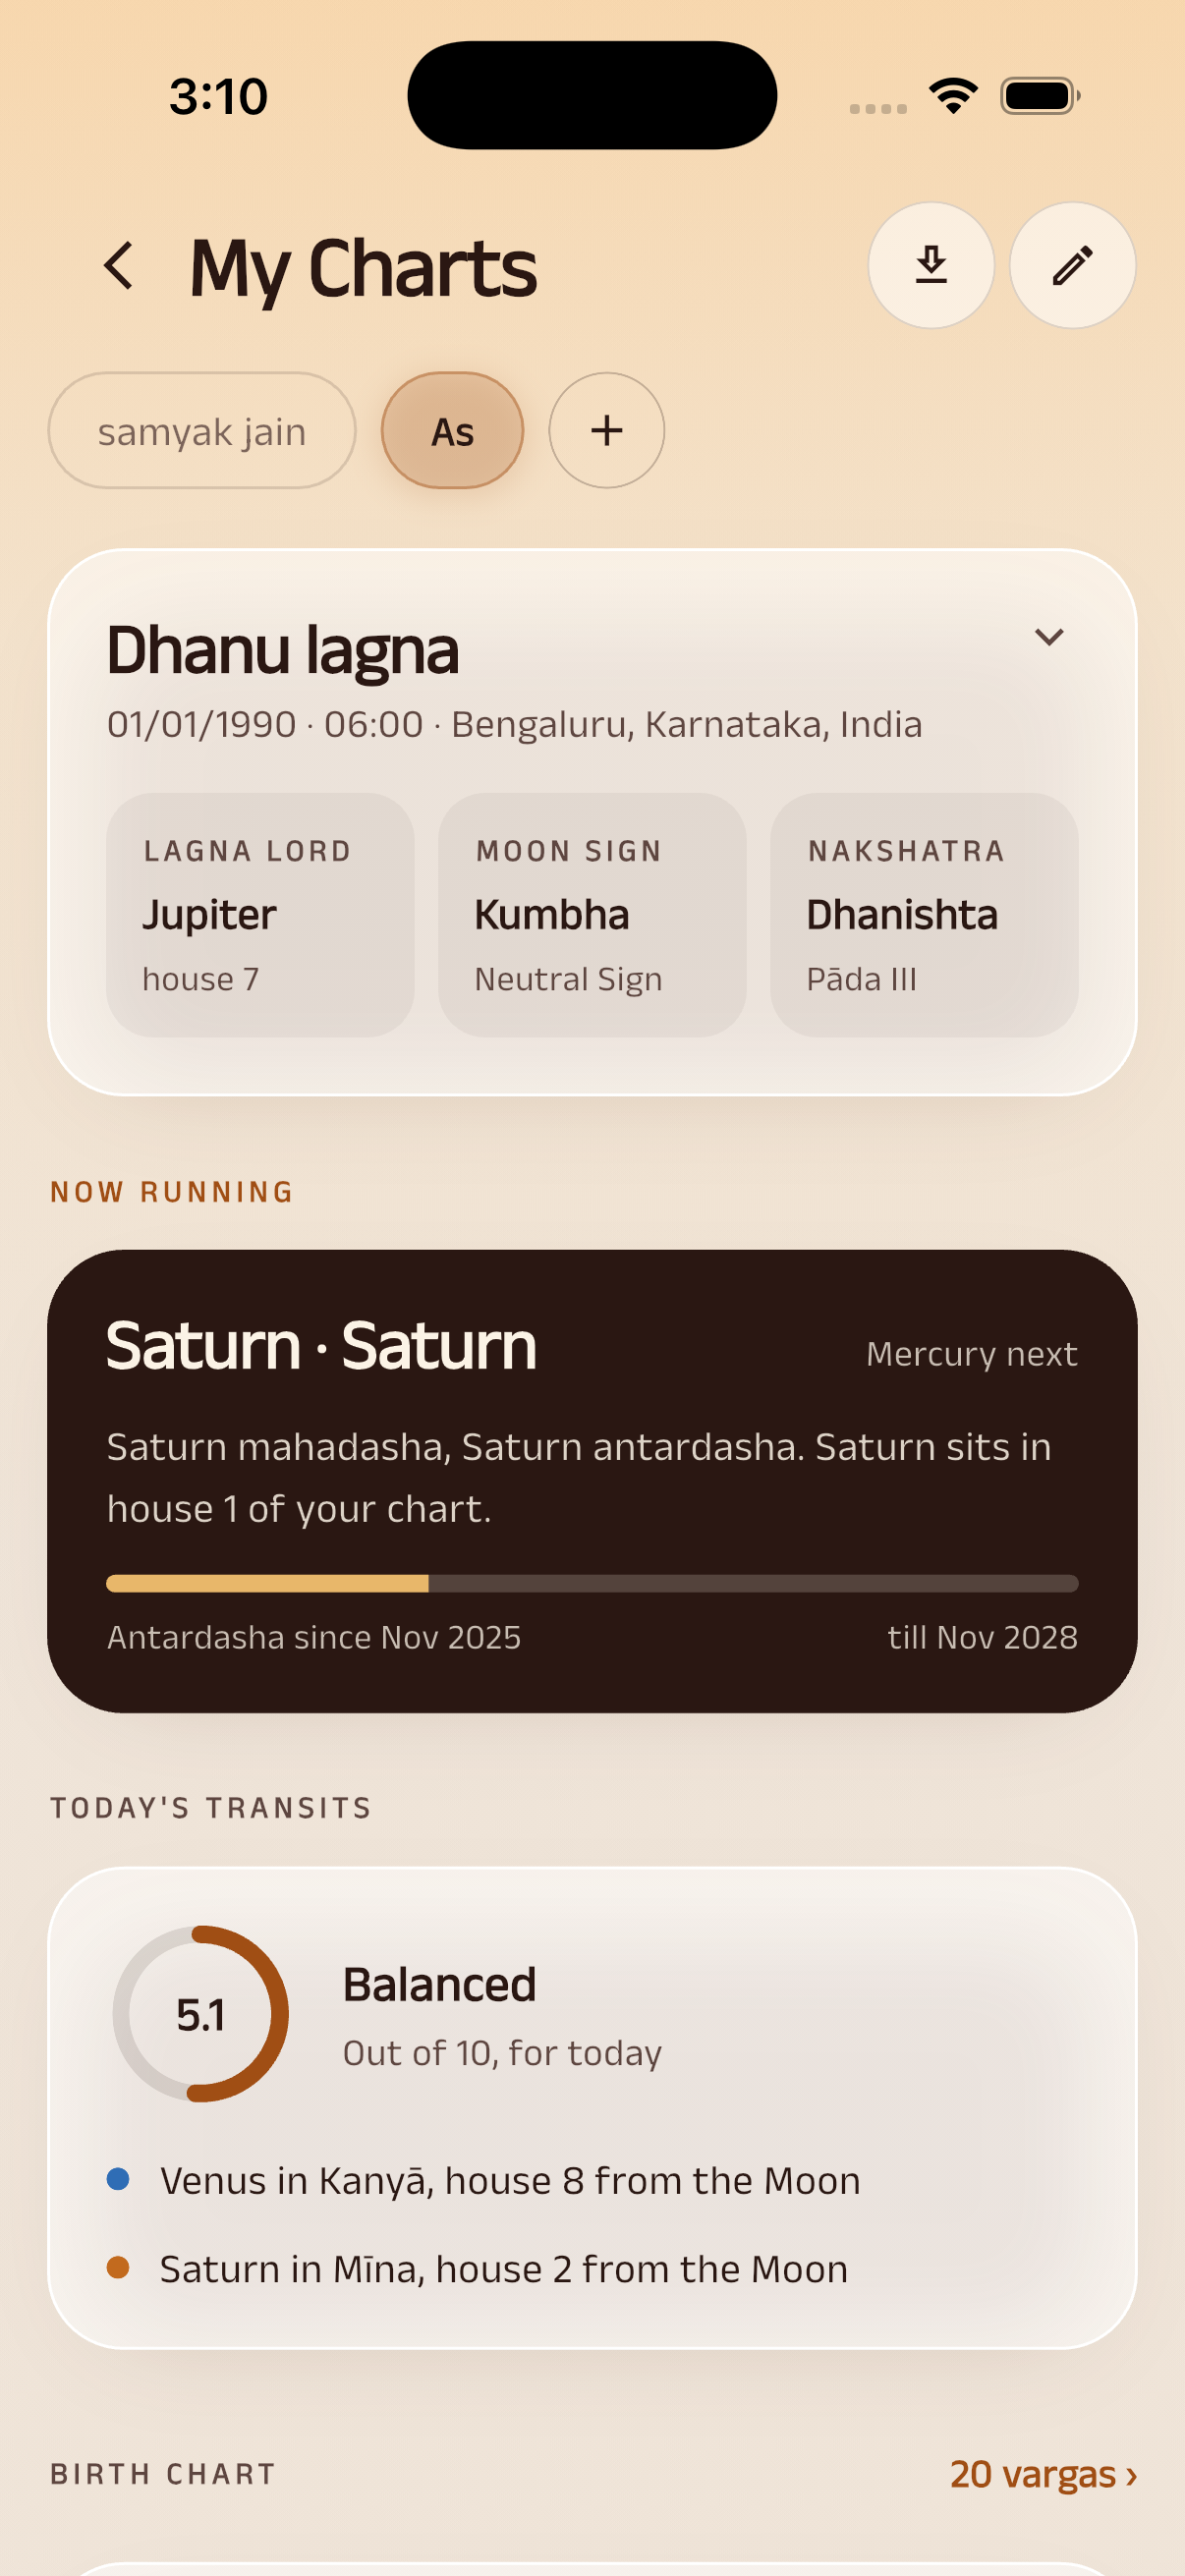 3:10
My Charts
samyak jain
As
+
Dhanu lagna
01/01/1990 · 06:00 · Bengaluru, Karnataka, India
LAGNA LORD
Jupiter
house 7
MOON SIGN
Kumbha
Neutral Sign
NAKSHATRA
Dhanishta
Pāda III
NOW RUNNING
Saturn · Saturn
Mercury next
Saturn mahadasha, Saturn antardasha. Saturn sits in
house 1 of your chart.
Antardasha since Nov 2025
till Nov 2028
TODAY'S TRANSITS
5.1
Balanced
Out of 10, for today
Venus in Kanyā, house 8 from the Moon
Saturn in Mīna, house 2 from the Moon
BIRTH CHART
20 vargas ›